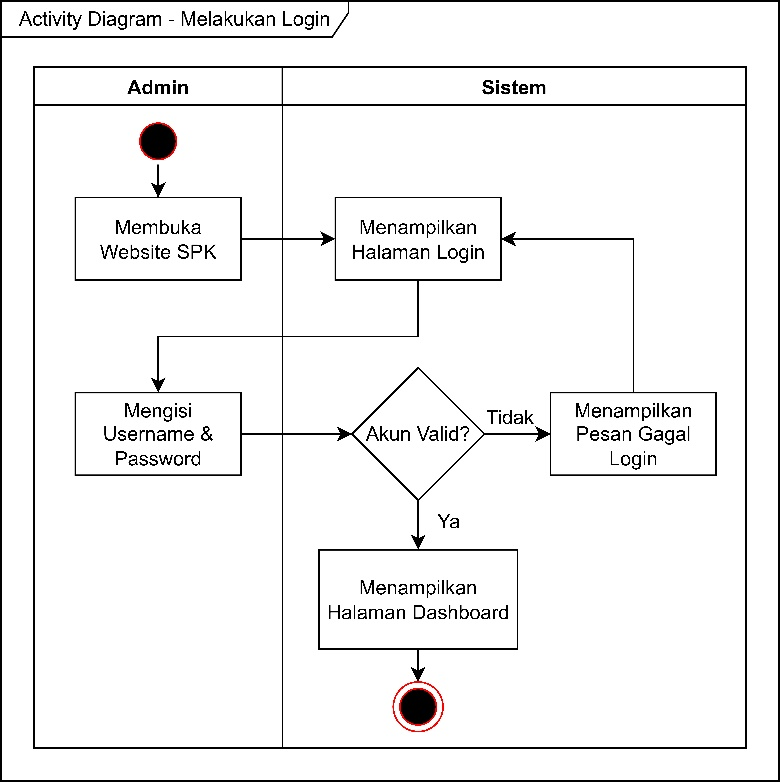 Activity Diagram - Melakukan Login
Admin
Sistem
Membuka
Website SPK
Menampilkan
Halaman Login
Mengisi
Username &
Password
Akun Valid?
Tidak
Menampilkan
Pesan Gagal
Login
Ya
Menampilkan
Halaman Dashboard